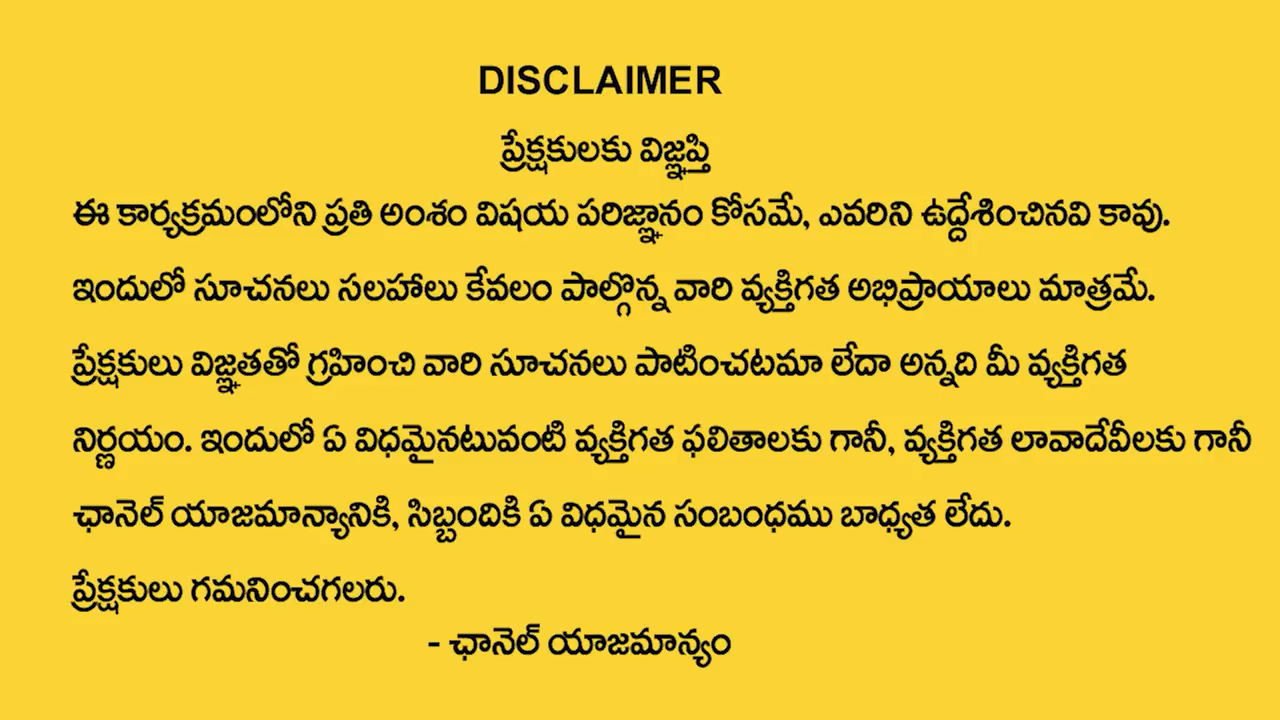 DISCLAIMER
ప్రేక్షకులకు విజ్ఞప్తి
ఈ కార్యక్రమంలోని ప్రతి అంశం విషయ పరిజ్ఞానం కోసమే, ఎవరిని ఉద్దేశించినవి కావు.
ఇందులో సూచనలు సలహాలు కేవలం పాల్గొన్న వారి వ్యక్తిగత అభిప్రాయాలు మాత్రమే.
ప్రేక్షకులు విజ్ఞతతో గ్రహించి వారి సూచనలు పాటించటమా లేదా అన్నది మీ వ్యక్తిగత
నిర్ణయం. ఇందులో ఏ విధమైనటువంటి వ్యక్తిగత ఫలితాలకు గానీ, వ్యక్తిగత లావాదేవీలకు గానీ
ఛానెల్ యాజమాన్యానికి, సిబ్బందికి ఏ విధమైన సంబంధము బాధ్యత లేదు.
ప్రేక్షకులు గమనించగలరు.
- ఛానెల్ యాజమాన్యం